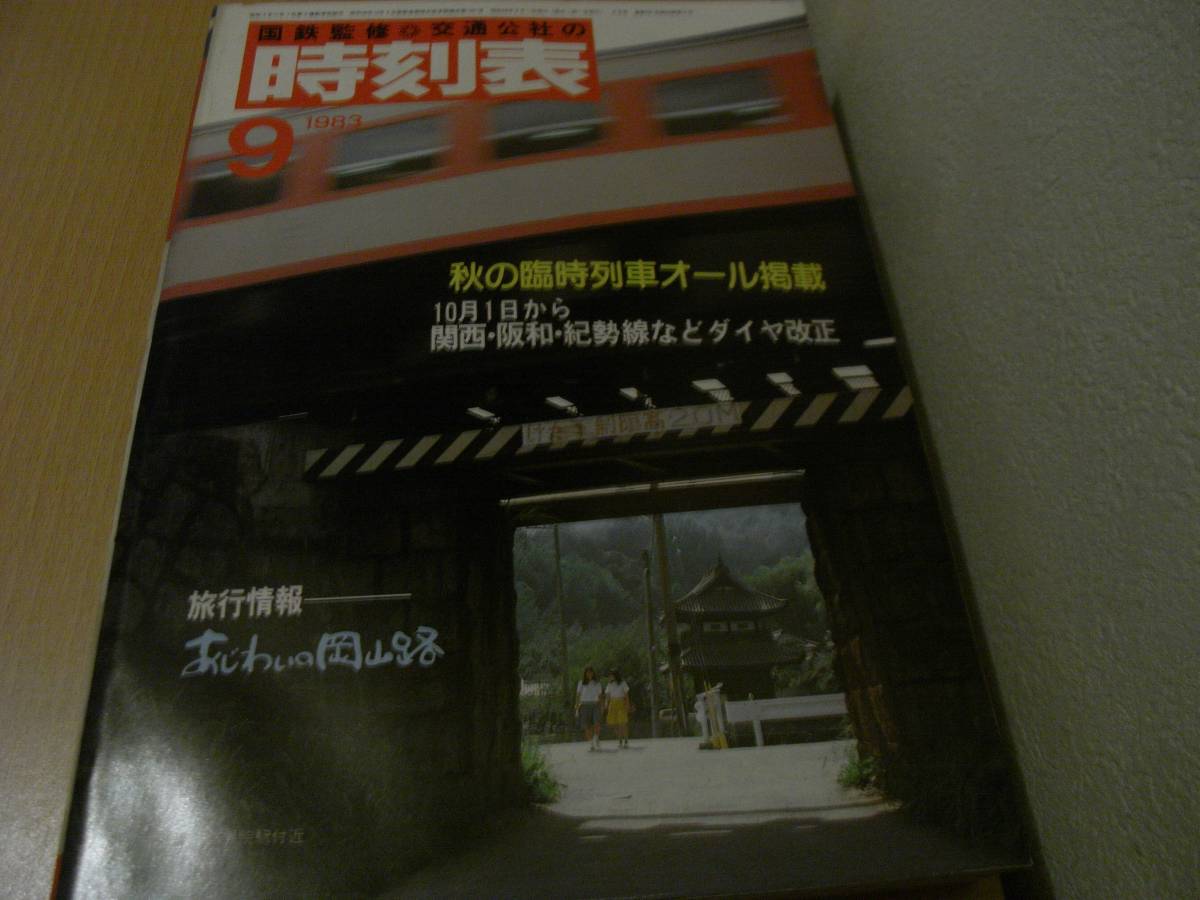 国鉄監修 交通公社の
時刻表
9 1983
秋の臨時列車オール掲載
10月1日から
関西・阪和・紀勢線などダイヤ改正
旅行情報
あじわいの岡山路
駅付近